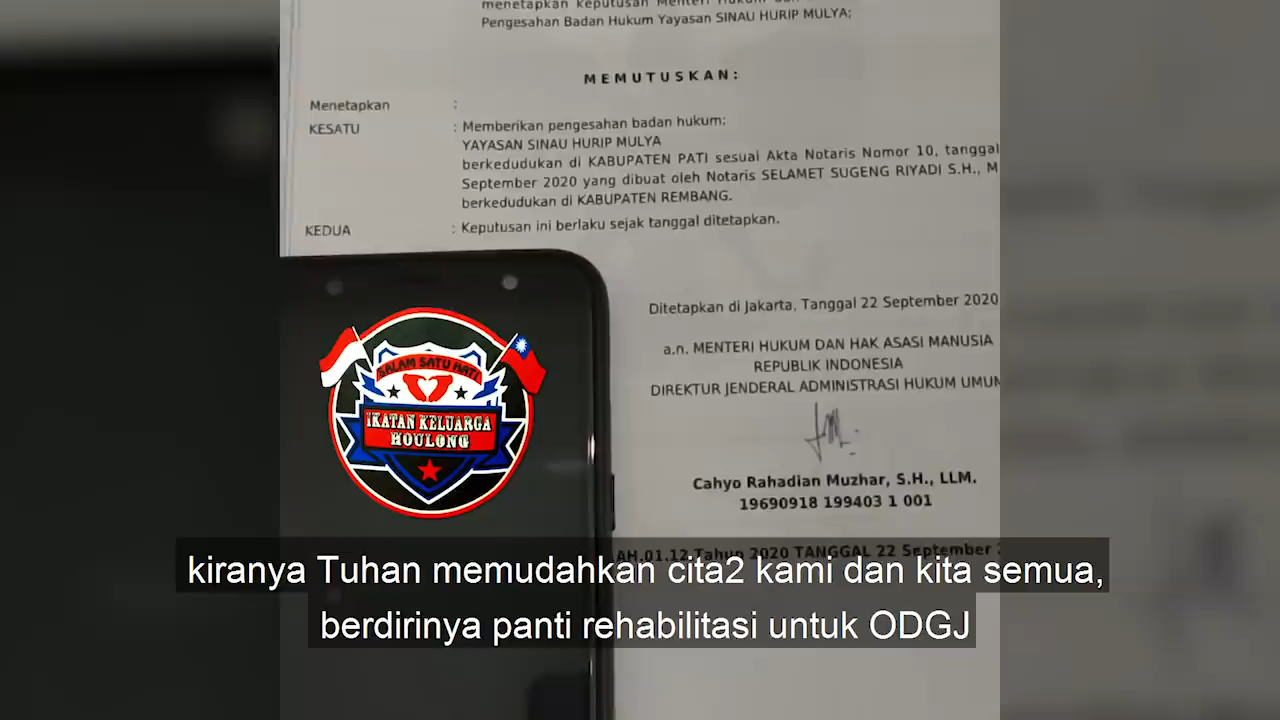 menetapkan Keputusan Menteri Hukum dan
Pengesahan Badan Hukum Yayasan SINAU HURIP MULYA;
MEMUTUSKAN:
Menetapkan :
KESATU : Memberikan pengesahan badan hukum:
YAYASAN SINAU HURIP MULYA
berkedudukan di KABUPATEN PATI sesuai Akta Notaris Nomor 10, tanggal
September 2020 yang dibuat oleh Notaris SELAMET SUGENG RIYADI S.H., M
berkedudukan di KABUPATEN REMBANG.
KEDUA : Keputusan ini berlaku sejak tanggal ditetapkan.
Ditetapkan di Jakarta, Tanggal 22 September 2020
a.n. MENTERI HUKUM DAN HAK ASASI MANUSIA
REPUBLIK INDONESIA
DIREKTUR JENDERAL ADMINISTRASI HUKUM UMUM
Cahyo Rahadian Muzhar, S.H., LLM.
19690918 199403 1 001
AH.01.12.Tahun 2020 TANGGAL 22 September
SALAM SATU HATI
IKATAN KELUARGA
HOULONG
kiranya Tuhan memudahkan cita2 kami dan kita semua,
berdirinya panti rehabilitasi untuk ODGJ